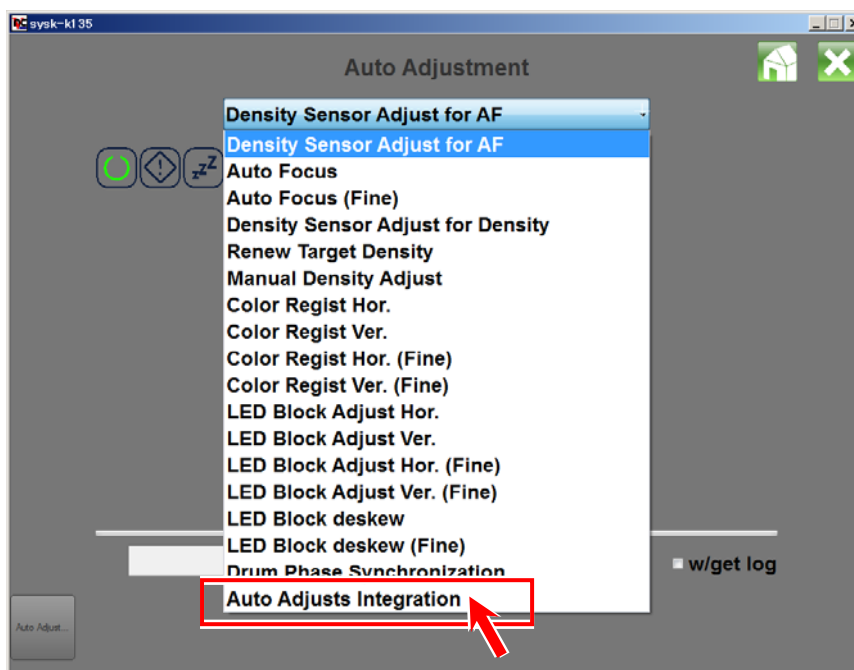 sysk-k135
Auto Adjustment
Density Sensor Adjust for AF
Density Sensor Adjust for AF
Auto Focus
Auto Focus (Fine)
Density Sensor Adjust for Density
Renew Target Density
Manual Density Adjust
Color Regist Hor.
Color Regist Ver.
Color Regist Hor. (Fine)
Color Regist Ver. (Fine)
LED Block Adjust Hor.
LED Block Adjust Ver.
LED Block Adjust Hor. (Fine)
LED Block Adjust Ver. (Fine)
LED Block deskew
LED Block deskew (Fine)
Drum Phase Synchronization
w/get log
Auto Adjusts Integration
Auto Adjust...